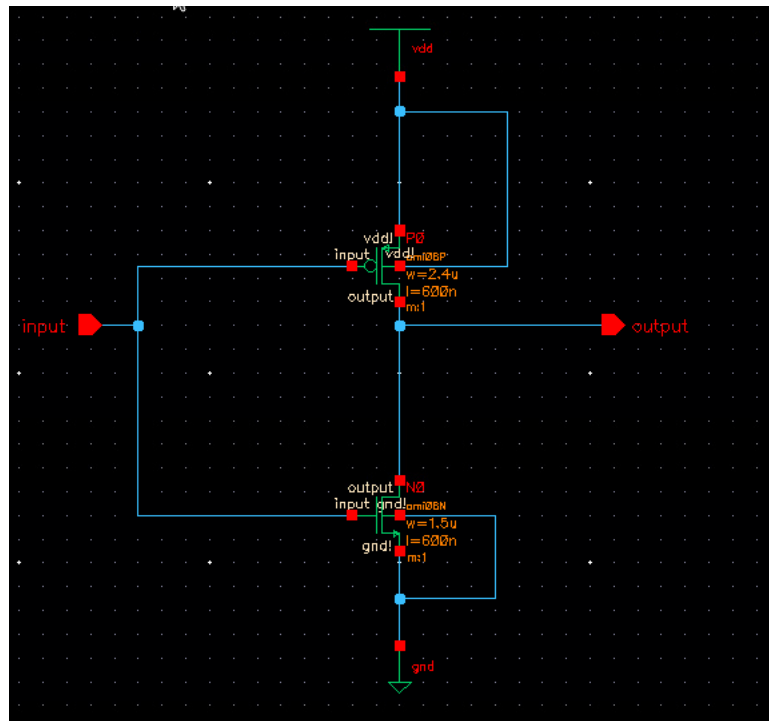 vdd
vdd! P0
input vdd! ami06P
w=2.4u
l=600n
output
m:1
input
output
output N0
input gnd! ami06N
w=1.5u
l=600n
gnd!
m:1
gnd